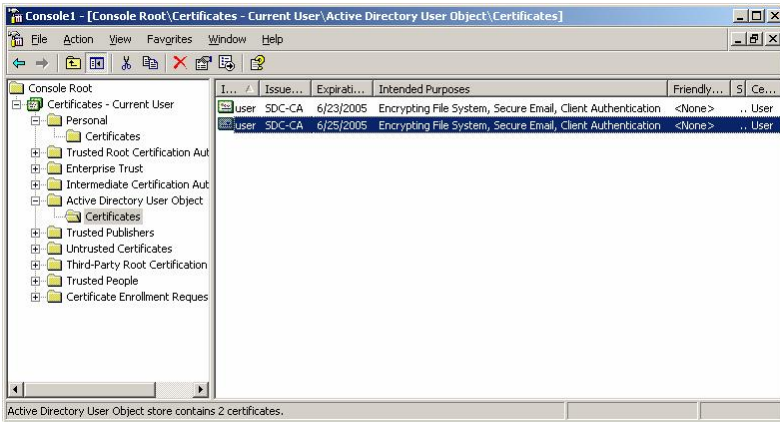 Console1 - [Console Root\Certificates - Current User\Active Directory User Object\Certificates]
File Action View Favorites Window Help
Console Root
Certificates - Current User
Personal
Certificates
Trusted Root Certification Aut
Enterprise Trust
Intermediate Certification Aut
Active Directory User Object
Certificates
Trusted Publishers
Untrusted Certificates
Third-Party Root Certification
Trusted People
Certificate Enrollment Reques
I... Issue... Expirati... Intended Purposes Friendly... S Ce...
user SDC-CA 6/23/2005 Encrypting File System, Secure Email, Client Authentication <None> .. User
user SDC-CA 6/25/2005 Encrypting File System, Secure Email, Client Authentication <None> .. User
Active Directory User Object store contains 2 certificates.